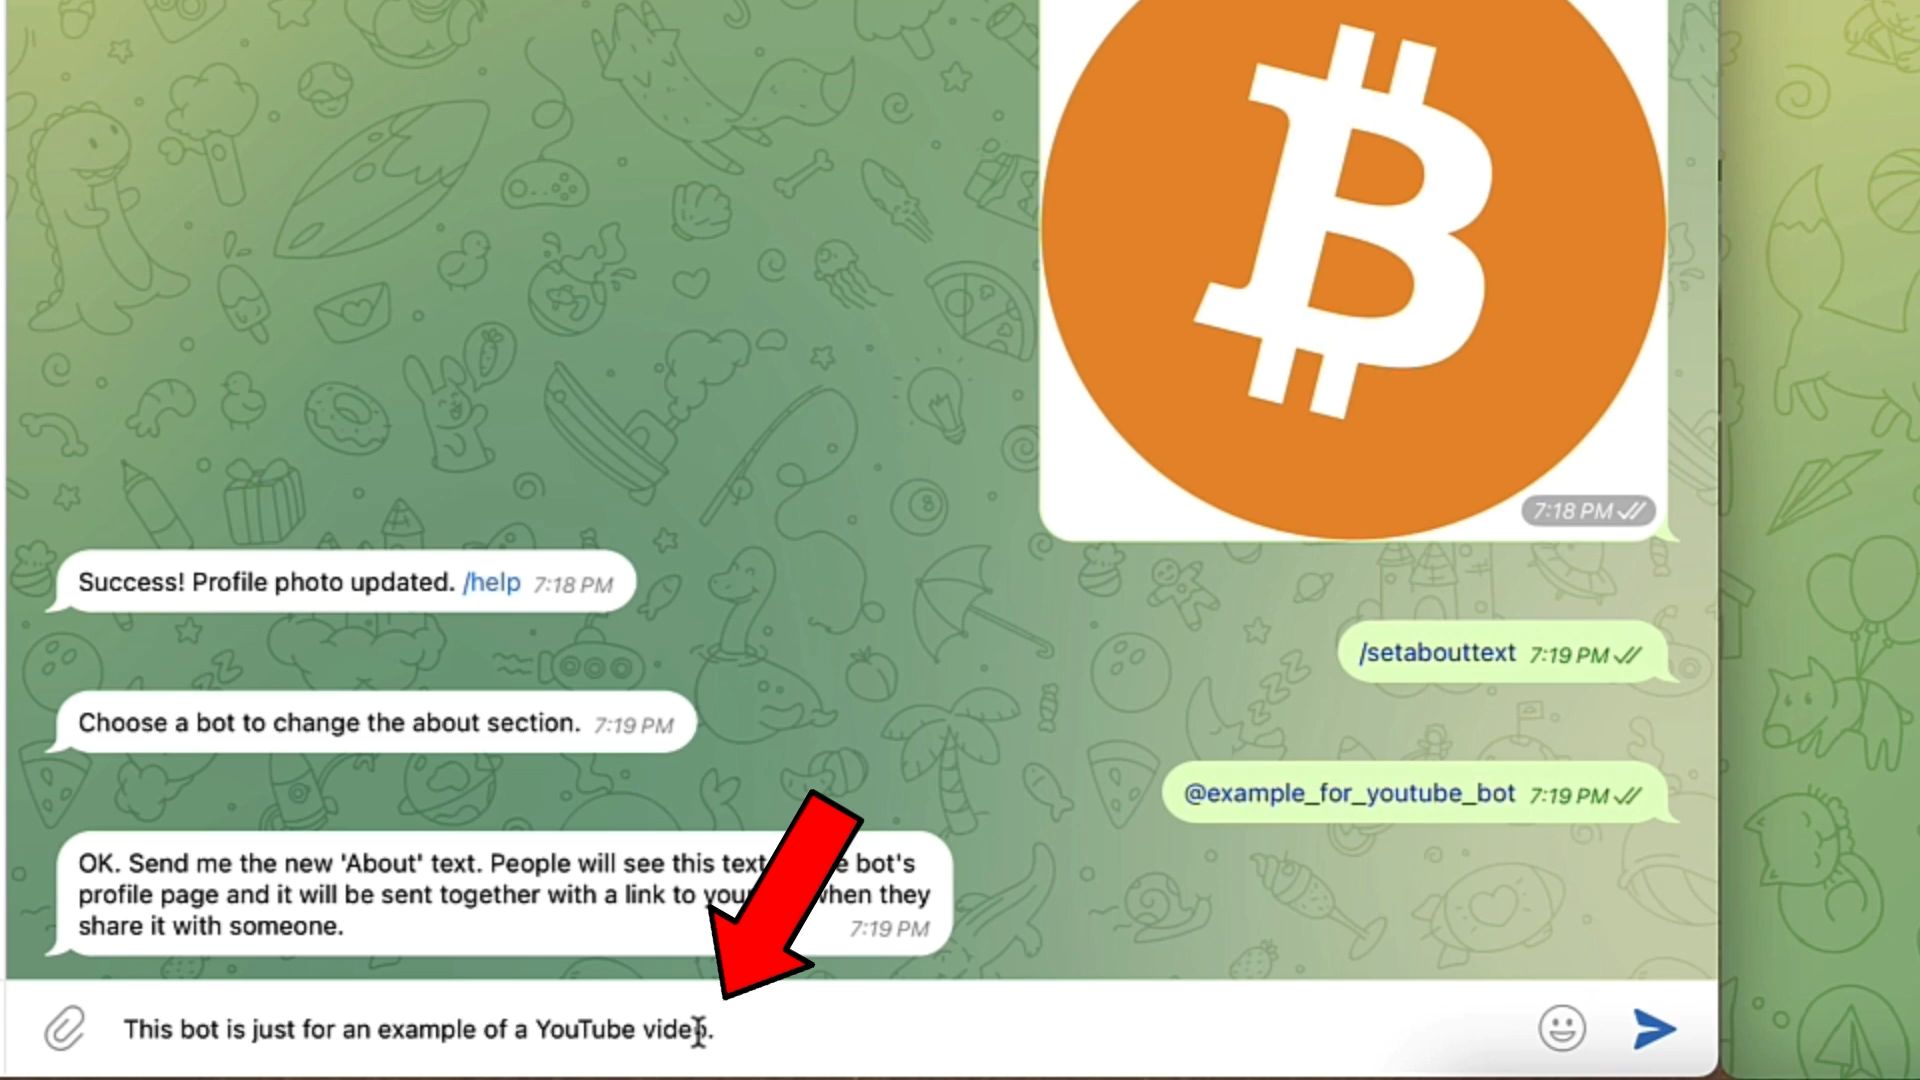 7:18 PM
Success! Profile photo updated. /help 7:18 PM
/setabouttext 7:19 PM
Choose a bot to change the about section. 7:19 PM
@example_for_youtube_bot 7:19 PM
OK. Send me the new 'About' text. People will see this text bot's
profile page and it will be sent together with a link to your when they
share it with someone. 7:19 PM
This bot is just for an example of a YouTube video.